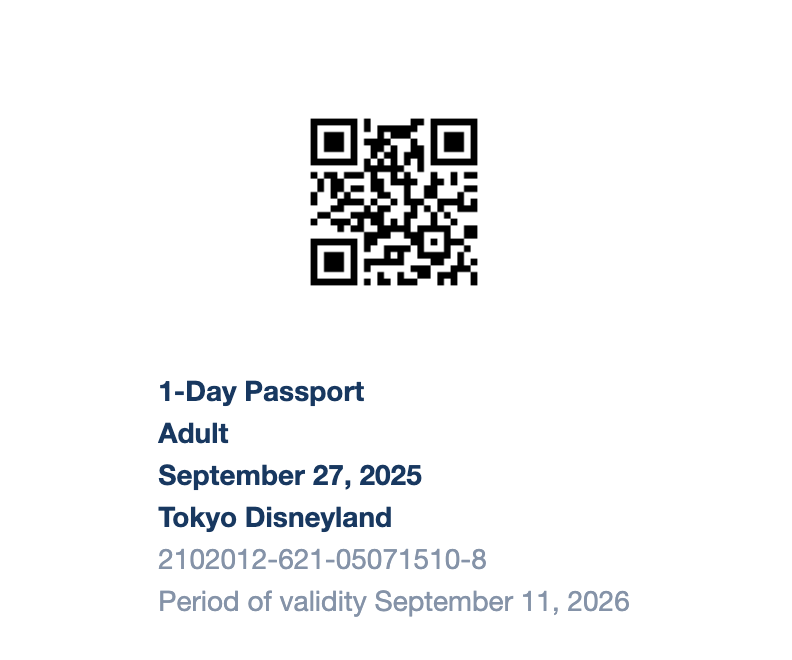 1-Day Passport
Adult
September 27, 2025
Tokyo Disneyland
2102012-621-05071510-8
Period of validity September 11, 2026